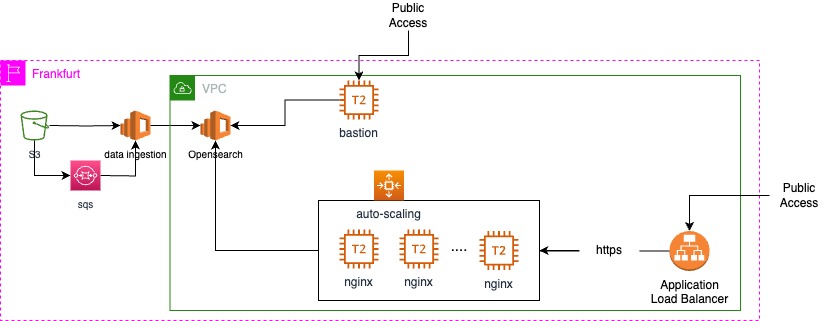 Public
Access
Frankfurt
VPC
T2
bastion
S3
data ingestion
Opensearch
sqs
auto-scaling
Public
Access
T2
T2
....
T2
https
nginx
nginx
nginx
Application
Load Balancer